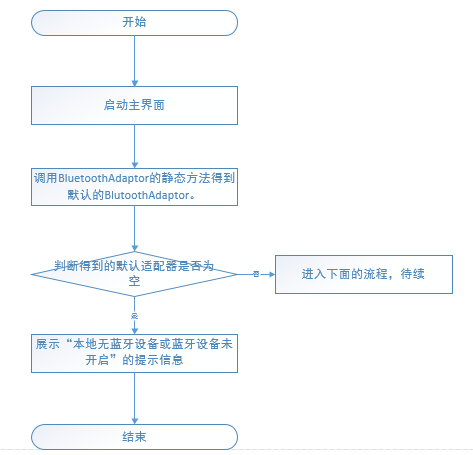 开始
启动主界面
调用BluetoothAdaptor的静态方法得到
默认的BlutoothAdaptor。
判断得到的默认适配器是否为
空
否
进入下面的流程，待续
是
展示“本地无蓝牙设备或蓝牙设备未
开启”的提示信息
结束